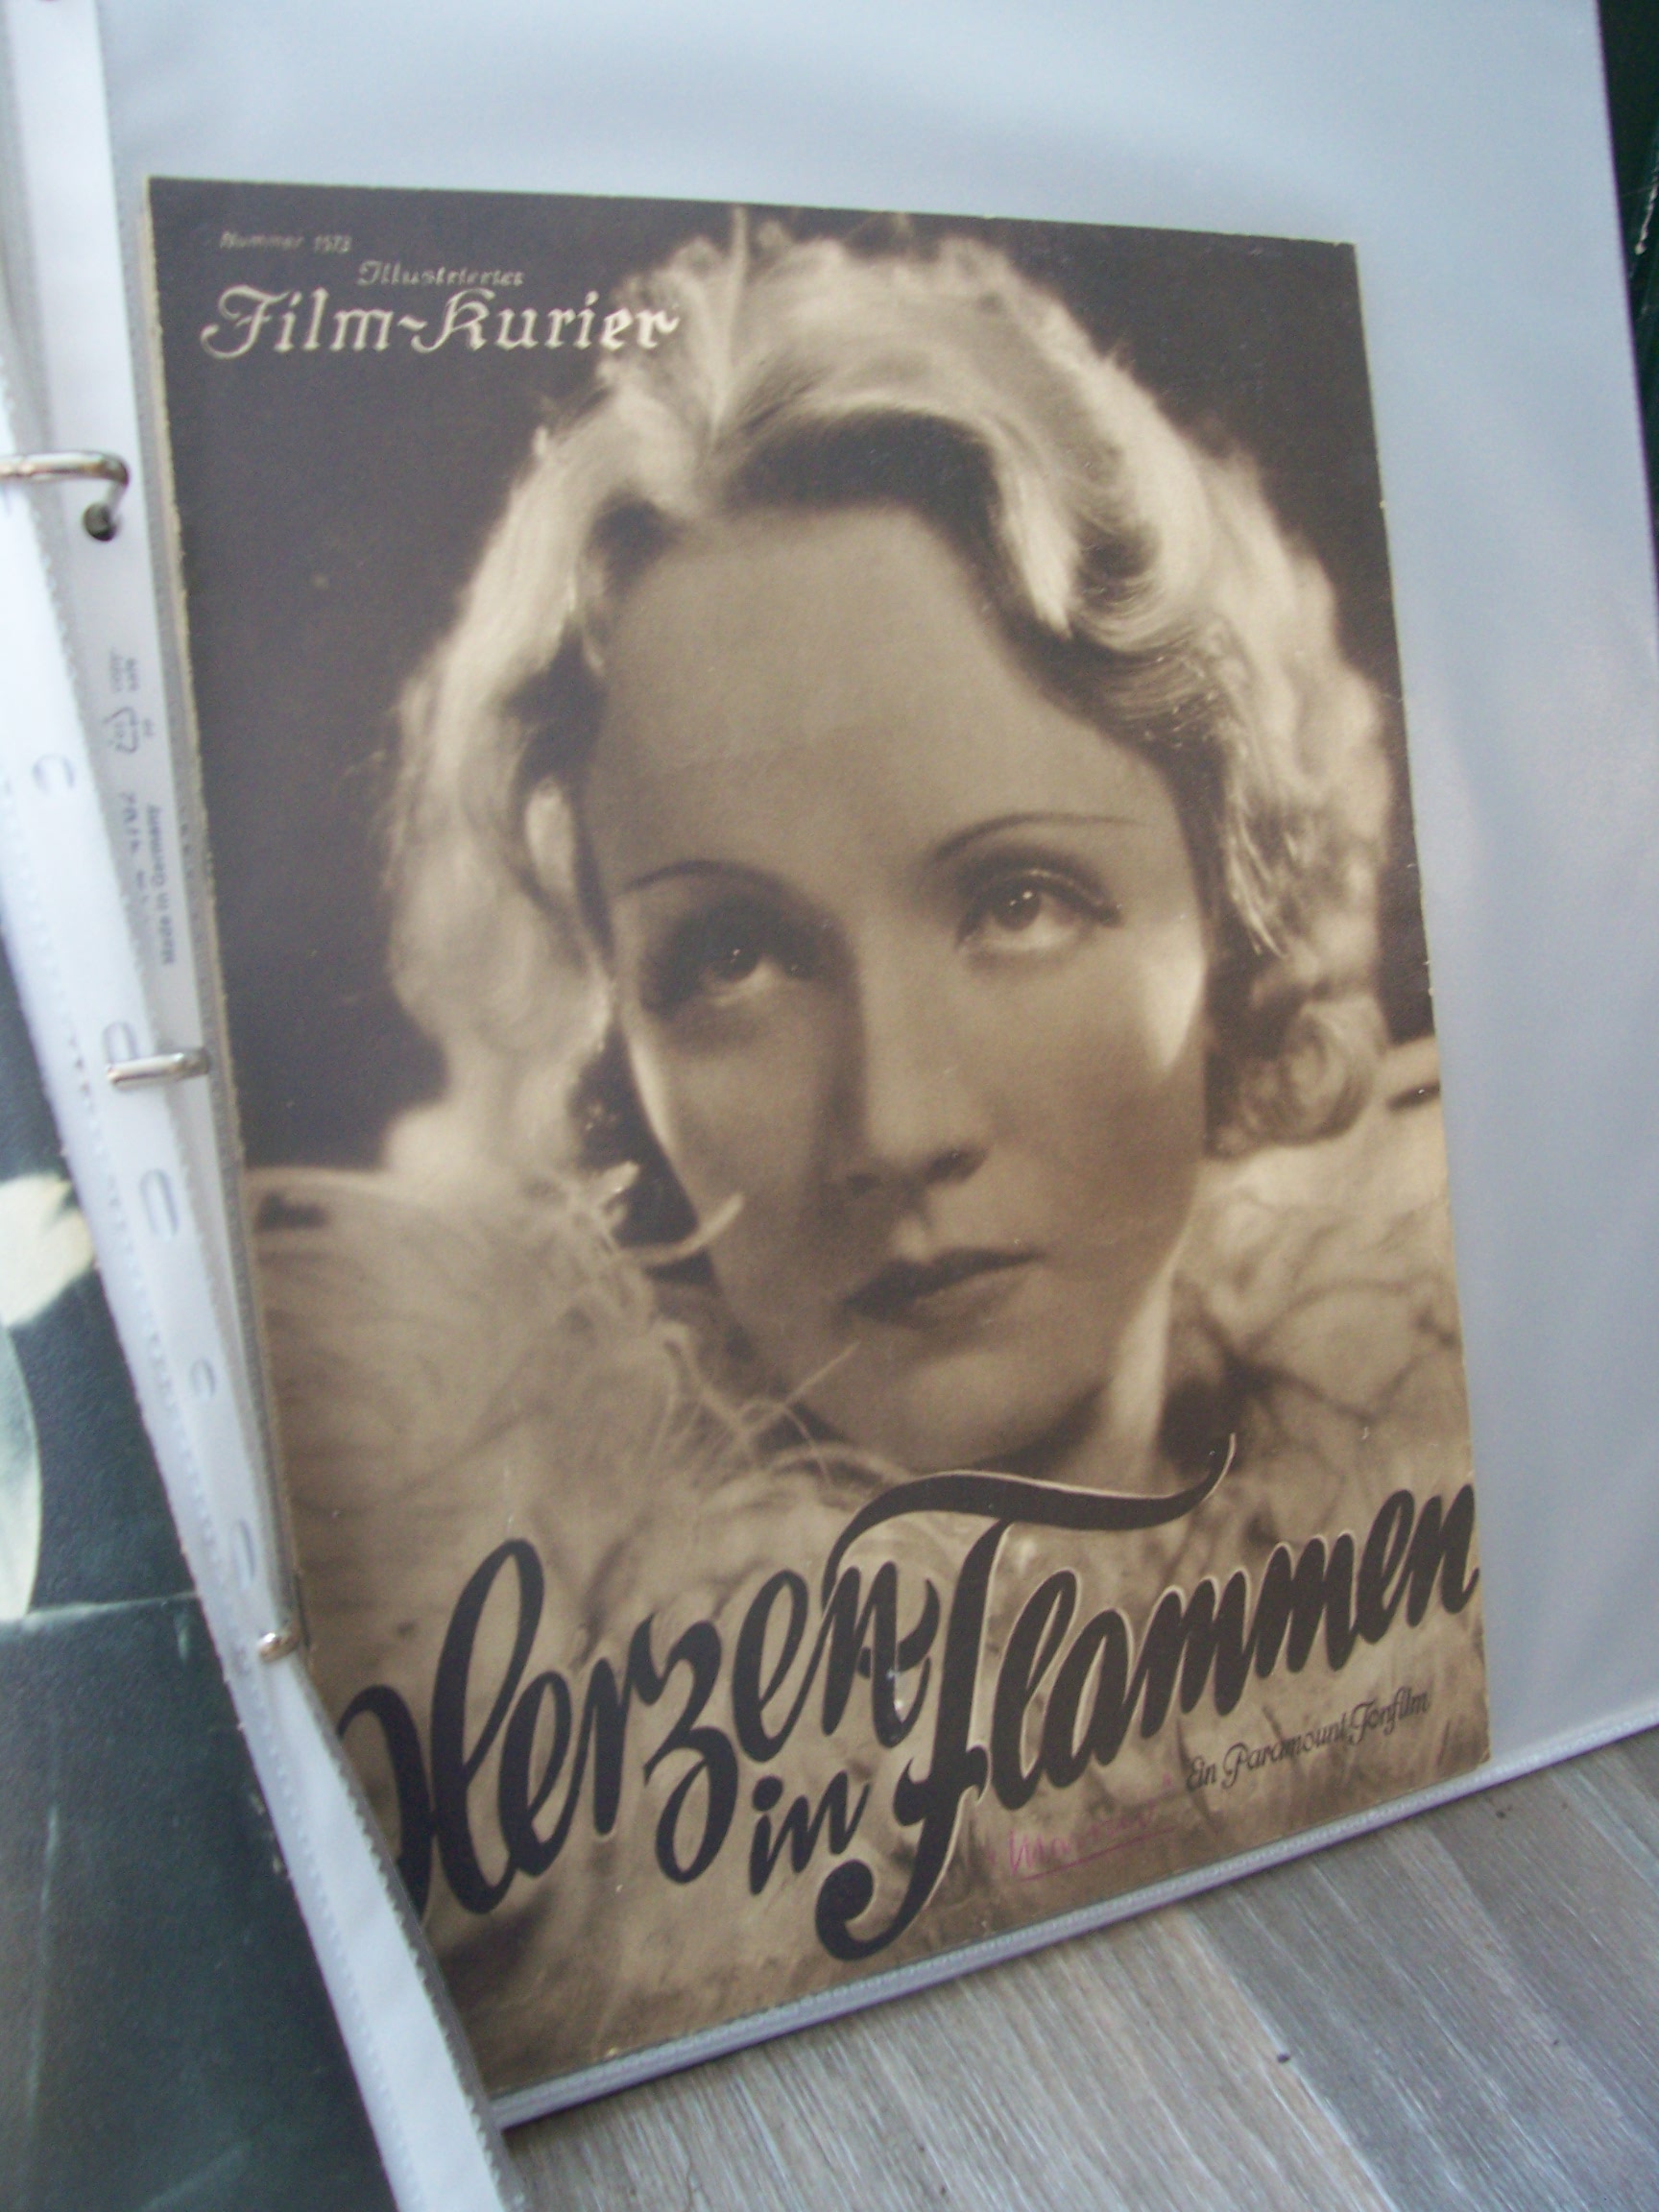 Nummer 1573
Illustrierter
Film-Kurier
Herzen
in Flammen
Ein Paramount-Tonfilm